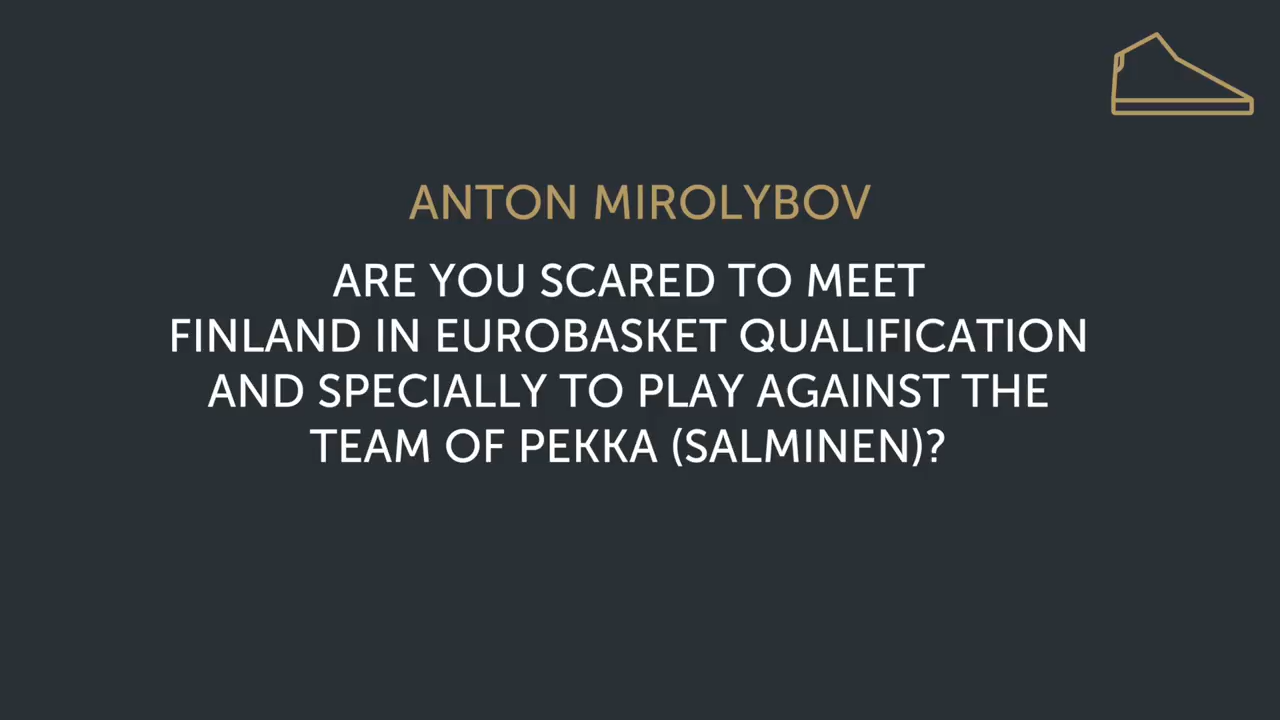 ANTON MIROLYBOV
ARE YOU SCARED TO MEET
FINLAND IN EUROBASKET QUALIFICATION
AND SPECIALLY TO PLAY AGAINST THE
TEAM OF PEKKA (SALMINEN)?